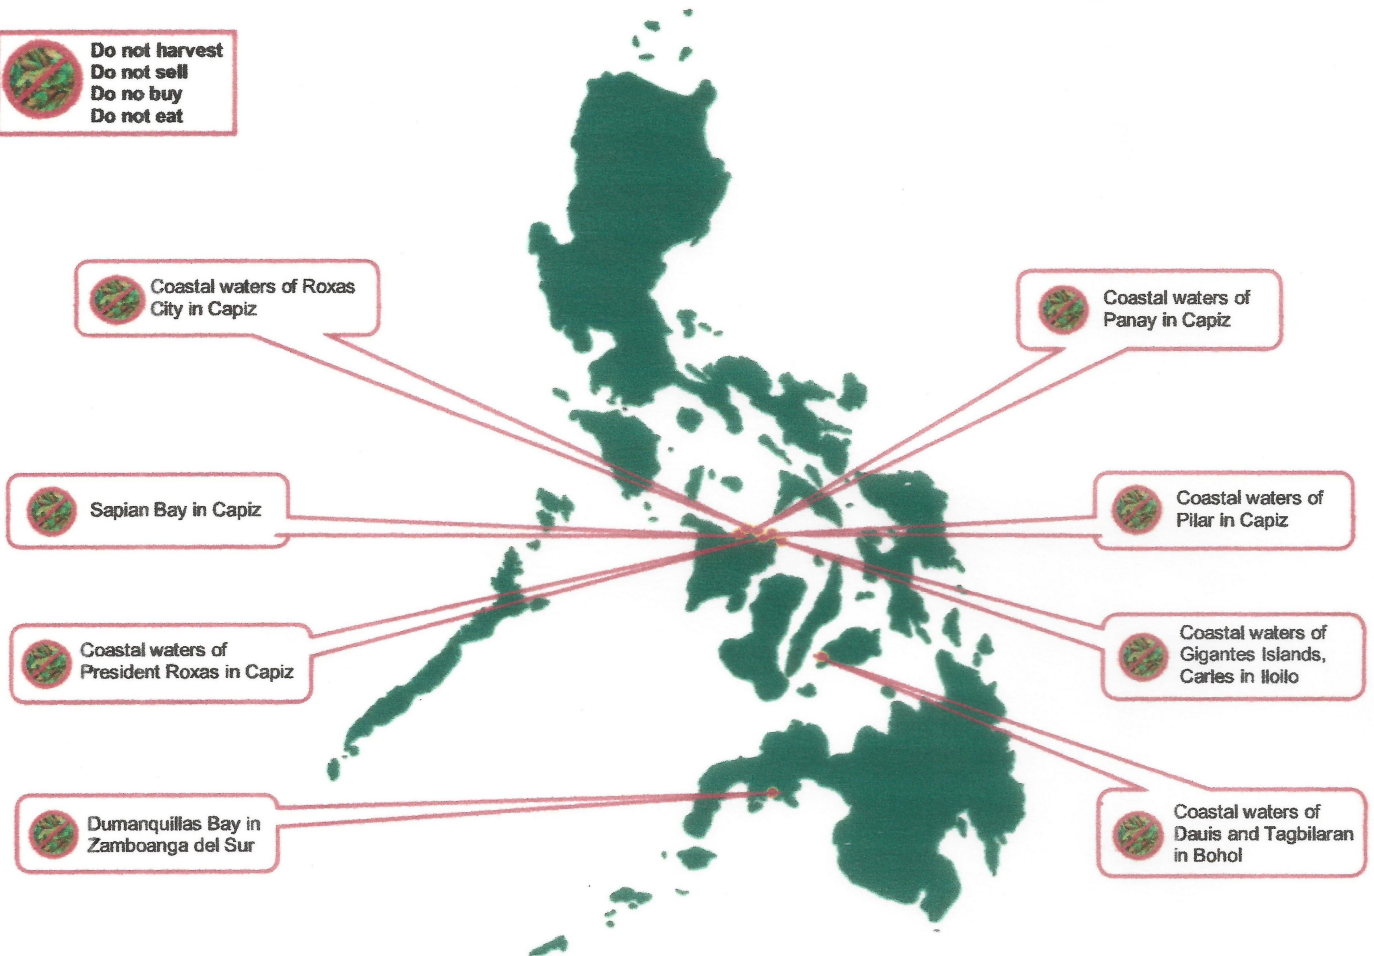 Do not harvest
Do not sell
Do no buy
Do not eat
Coastal waters of Roxas
City in Capiz
Coastal waters of
Panay in Capiz
Sapian Bay in Capiz
Coastal waters of
Pilar in Capiz
Coastal waters of
President Roxas in Capiz
Coastal waters of
Gigantes Islands,
Carles in Iloilo
Dumanquillas Bay in
Zamboanga del Sur
Coastal waters of
Dauis and Tagbilaran
in Bohol